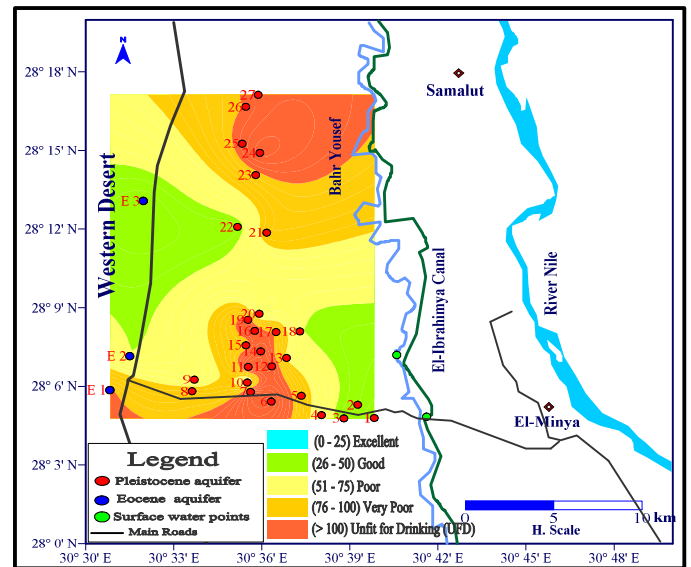 N
28° 18' N
28° 15' N
28° 12' N
28° 9' N
28° 6' N
28° 3' N
28° 0' N
30° 30' E
30° 33' E
30° 36' E
30° 39' E
30° 42' E
30° 45' E
30° 48' E
Western Desert
Bahr Yousef
El-Ibrahimya Canal
River Nile
Samalut
El-Minya
27
26
25
24
23
22
21
E 3
20
19
16
17
18
15
14
13
E 2
11
12
9
10
E 1
8
7
6
5
4
3
2
1
Legend
Pleistocene aquifer
Eocene aquifer
Surface water points
Main Roads
(0 - 25) Excellent
(26 - 50) Good
(51 - 75) Poor
(76 - 100) Very Poor
(> 100) Unfit for Drinking (UFD)
0 5 10 km
H. Scale